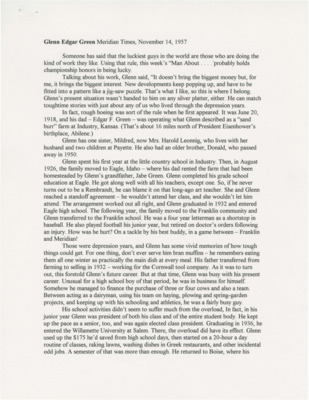 Glenn Edgar Green Meridian Times, November 14, 1957
Someone has said that the luckiest guys in the world are those who are doing the
kind of work they like. Using that rule, this week's "Man About . . . . 'probably holds
championship honors in being lucky.
Talking about his work, Glenn said, "It doesn't bring the biggest money but, for
me, it brings the biggest interest. New developments keep popping up, and have to be
fitted into a pattern like a jig-saw puzzle. That's what I like, so this is where I belong.
Glenn's present situation wasn't handed to him on any silver platter, either. He can match
toughtime stories with just about any of us who lived through the depression years.
In fact, rough boxing was sort of the rule when he first appeared. It was June 20,
1918, and his dad – Edgar F. Green – was operating what Glenn described as a "sand
burr" farm at Industry, Kansas. (That's about 16 miles north of President Eisenhower's
birthplace, Abilene.)
Glenn has one sister, Mildred, now Mrs. Harold Leonnig, who lives with her
husband and two children at Payette. He also had an older brother, Donald, who passed
away in 1950.
Glenn spent his first year at the little country school in Industry. Then, in August
1926, the family moved to Eagle, Idaho – where his dad rented the farm that had been
homesteaded by Glenn's grandfather, Jabe Green. Glenn completed his grade school
education at Eagle. He got along well with all his teachers, except one. So, if he never
turns out to be a Rembrandt, he can blame it on that long-ago art teacher. She and Glenn
reached a standoff agreement – he wouldn't attend her class, and she wouldn't let him
attend. The arrangement worked out all right, and Glenn graduated in 1932 and entered
Eagle high School. The following year, the family moved to the Franklin community and
Glenn transferred to the Franklin school. He was a four year letterman as a shortstop in
baseball. He also played football his junior year, but retired on doctor's orders following
an injury. How was he hurt? On a tackle by his best buddy, in a game between – Franklin
and Meridian!
Those were depression years, and Glenn has some vivid memories of how tough
things could get. For one thing, don't ever serve him bran muffins – he remembers eating
them all one winter as practically the main dish at every meal. His father transferred from
farming to selling in 1932 – working for the Cornwall tool company. As it was to turn
out, this foretold Glenn's future career. But at that time, Glenn was busy with his present
career. Unusual for a high school boy of that period, he was in business for himself.
Somehow he managed to finance the purchase of three or four cows and also a team.
Between acting as a dairyman, using his team on haying, plowing and spring-garden
projects, and keeping up with his schooling and athletics, he was a fairly busy guy.
His school activities didn't seem to suffer much from the overload, In fact, in his
junior year Glenn was president of both his class and of the entire student body. He kept
up the pace as a senior, too, and was again elected class president. Graduating in 1936, he
entered the Willamette University at Salem. There, the overload did have its effect. Glenn
used up the $175 he'd saved from high school days, then started on a 20-hour a day
routine of classes, raking lawns, washing dishes in Greek restaurants, and other incidental
odd jobs. A semester of that was more than enough. He returned to Boise, where his